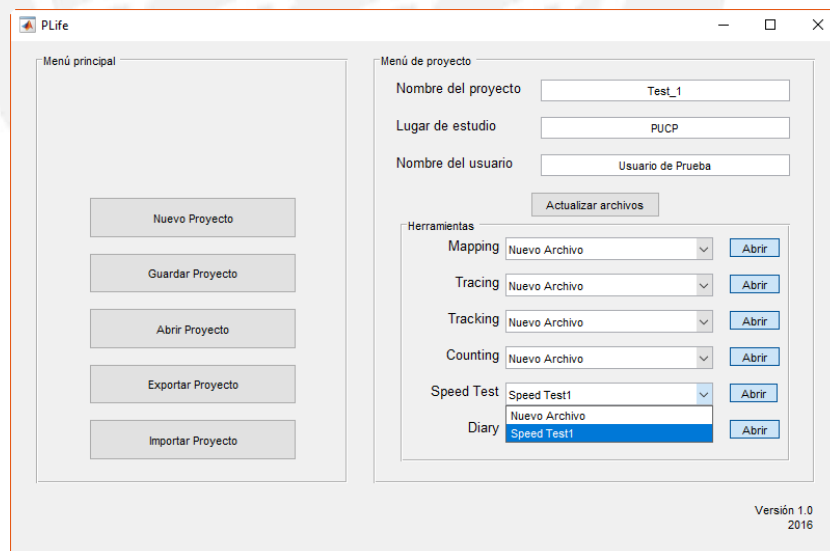 PLife
Menú principal
Nuevo Proyecto
Guardar Proyecto
Abrir Proyecto
Exportar Proyecto
Importar Proyecto
Menú de proyecto
Nombre del proyecto Test_1
Lugar de estudio PUCP
Nombre del usuario Usuario de Prueba
Actualizar archivos
Herramientas
Mapping Nuevo Archivo Abrir
Tracing Nuevo Archivo Abrir
Tracking Nuevo Archivo Abrir
Counting Nuevo Archivo Abrir
Speed Test Speed Test1 Abrir
Nuevo Archivo
Diary Speed Test1 Abrir
Versión 1.0
2016